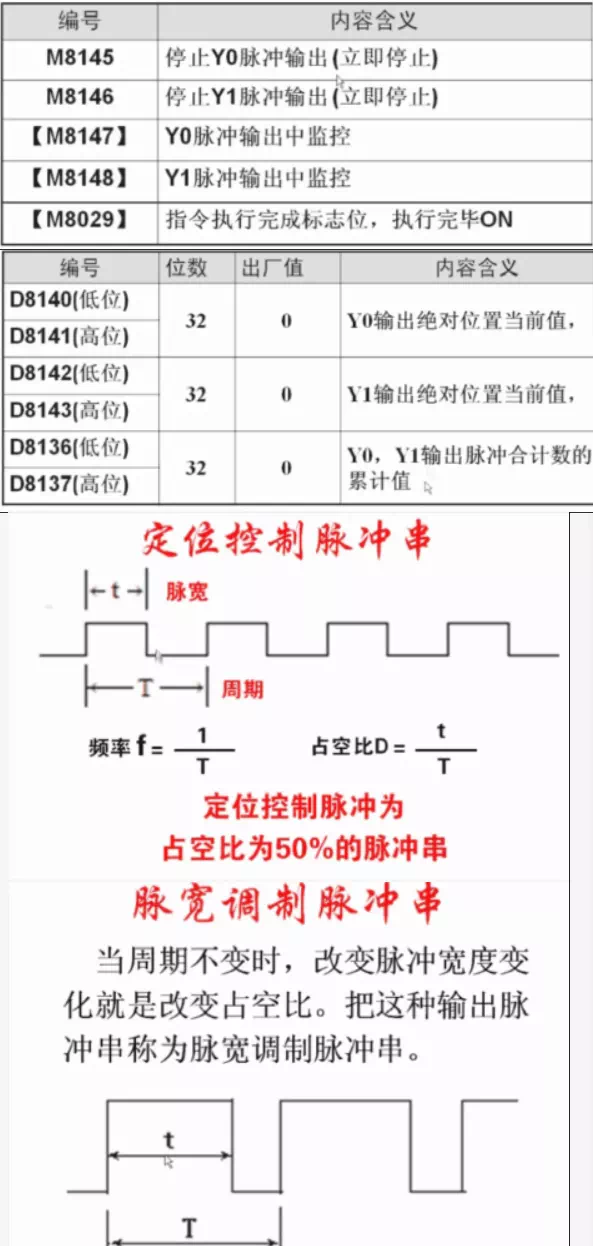 编号 内容含义
M8145 停止Y0脉冲输出(立即停止)
M8146 停止Y1脉冲输出(立即停止)
【M8147】 Y0脉冲输出中监控
【M8148】 Y1脉冲输出中监控
【M8029】 指令执行完成标志位，执行完毕ON
编号 位数 出厂值 内容含义
D8140(低位)
D8141(高位)
32 0 Y0输出绝对位置当前值，
D8142(低位)
D8143(高位)
32 0 Y1输出绝对位置当前值，
D8136(低位)
D8137(高位)
32 0 Y0，Y1输出脉冲合计数的
累计值
定位控制脉冲串
t 脉宽
T 周期
频率 f = 1/T 占空比D = t/T
定位控制脉冲为
占空比为50%的脉冲串
脉宽调制脉冲串
当周期不变时，改变脉冲宽度变
化就是改变占空比。把这种输出脉
冲串称为脉宽调制脉冲串。
t
T